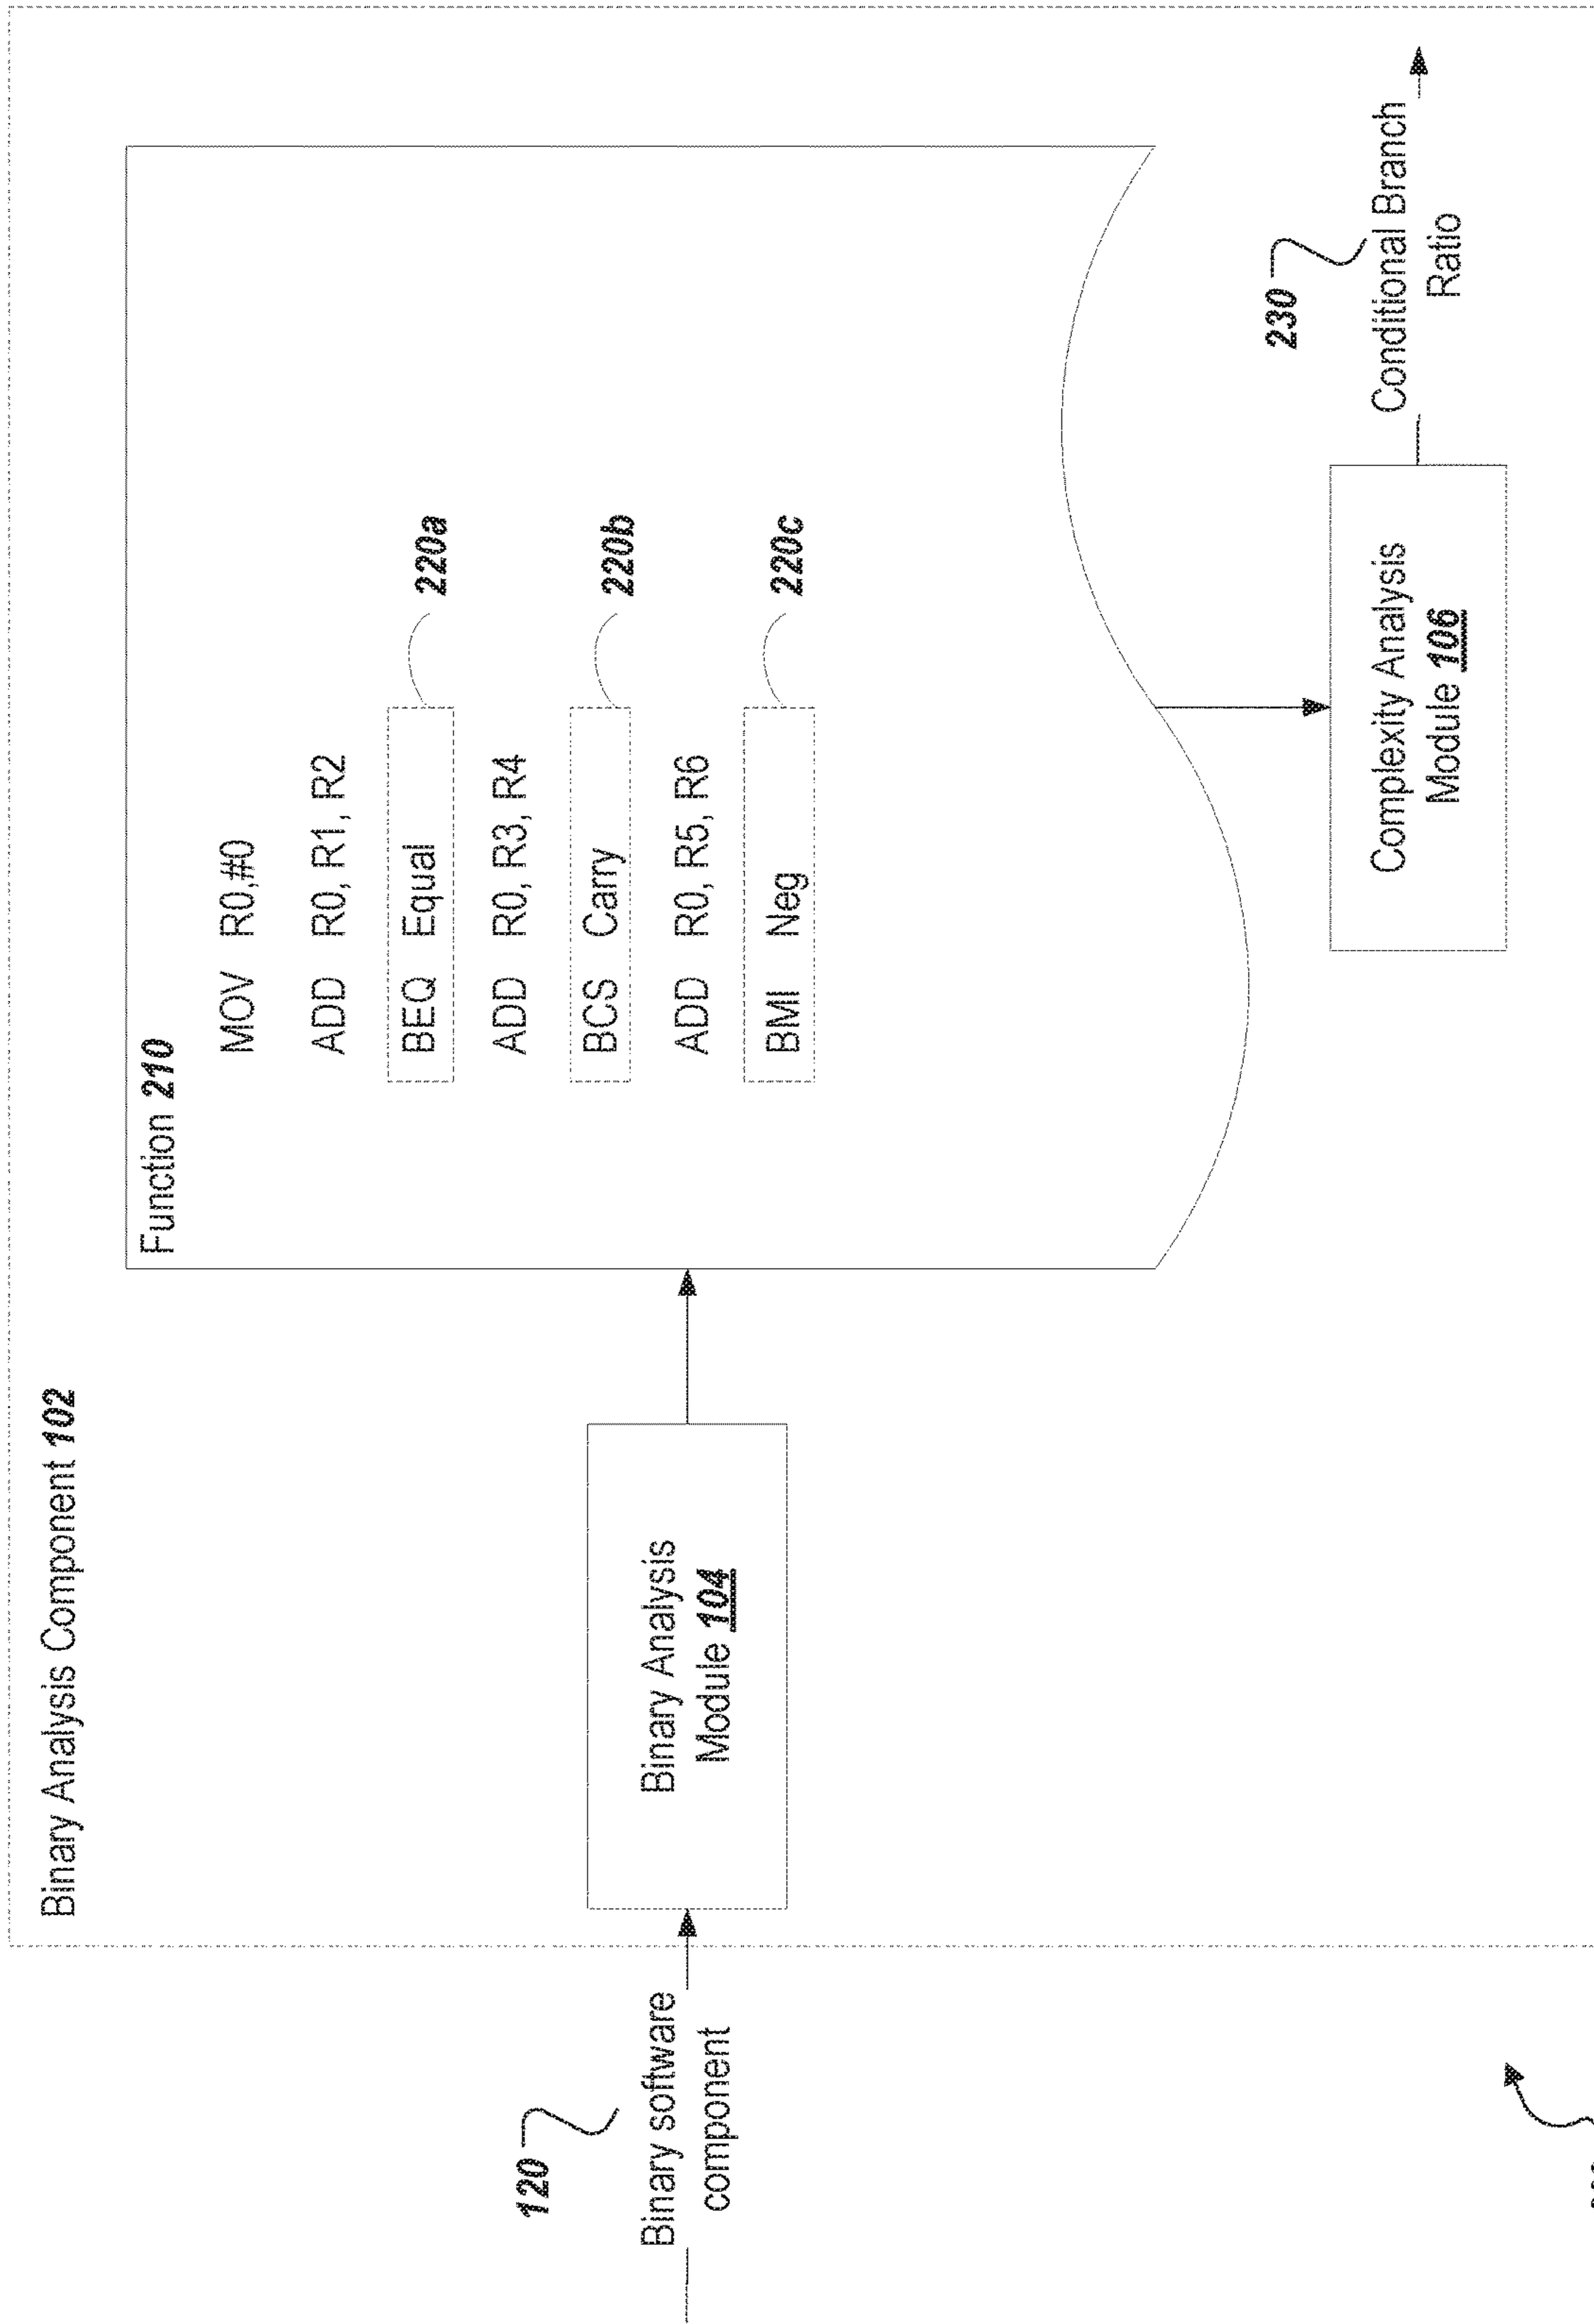 Binary Analysis Component 102
120
Binary software
component
Binary Analysis
Module 104
Function 210
MOV R0,#0
ADD R0, R1, R2
BEQ Equal
220a
ADD R0, R3, R4
BCS Carry
220b
ADD R0, R5, R6
BMI Neg
220c
Complexity Analysis
Module 106
230
Conditional Branch
Ratio